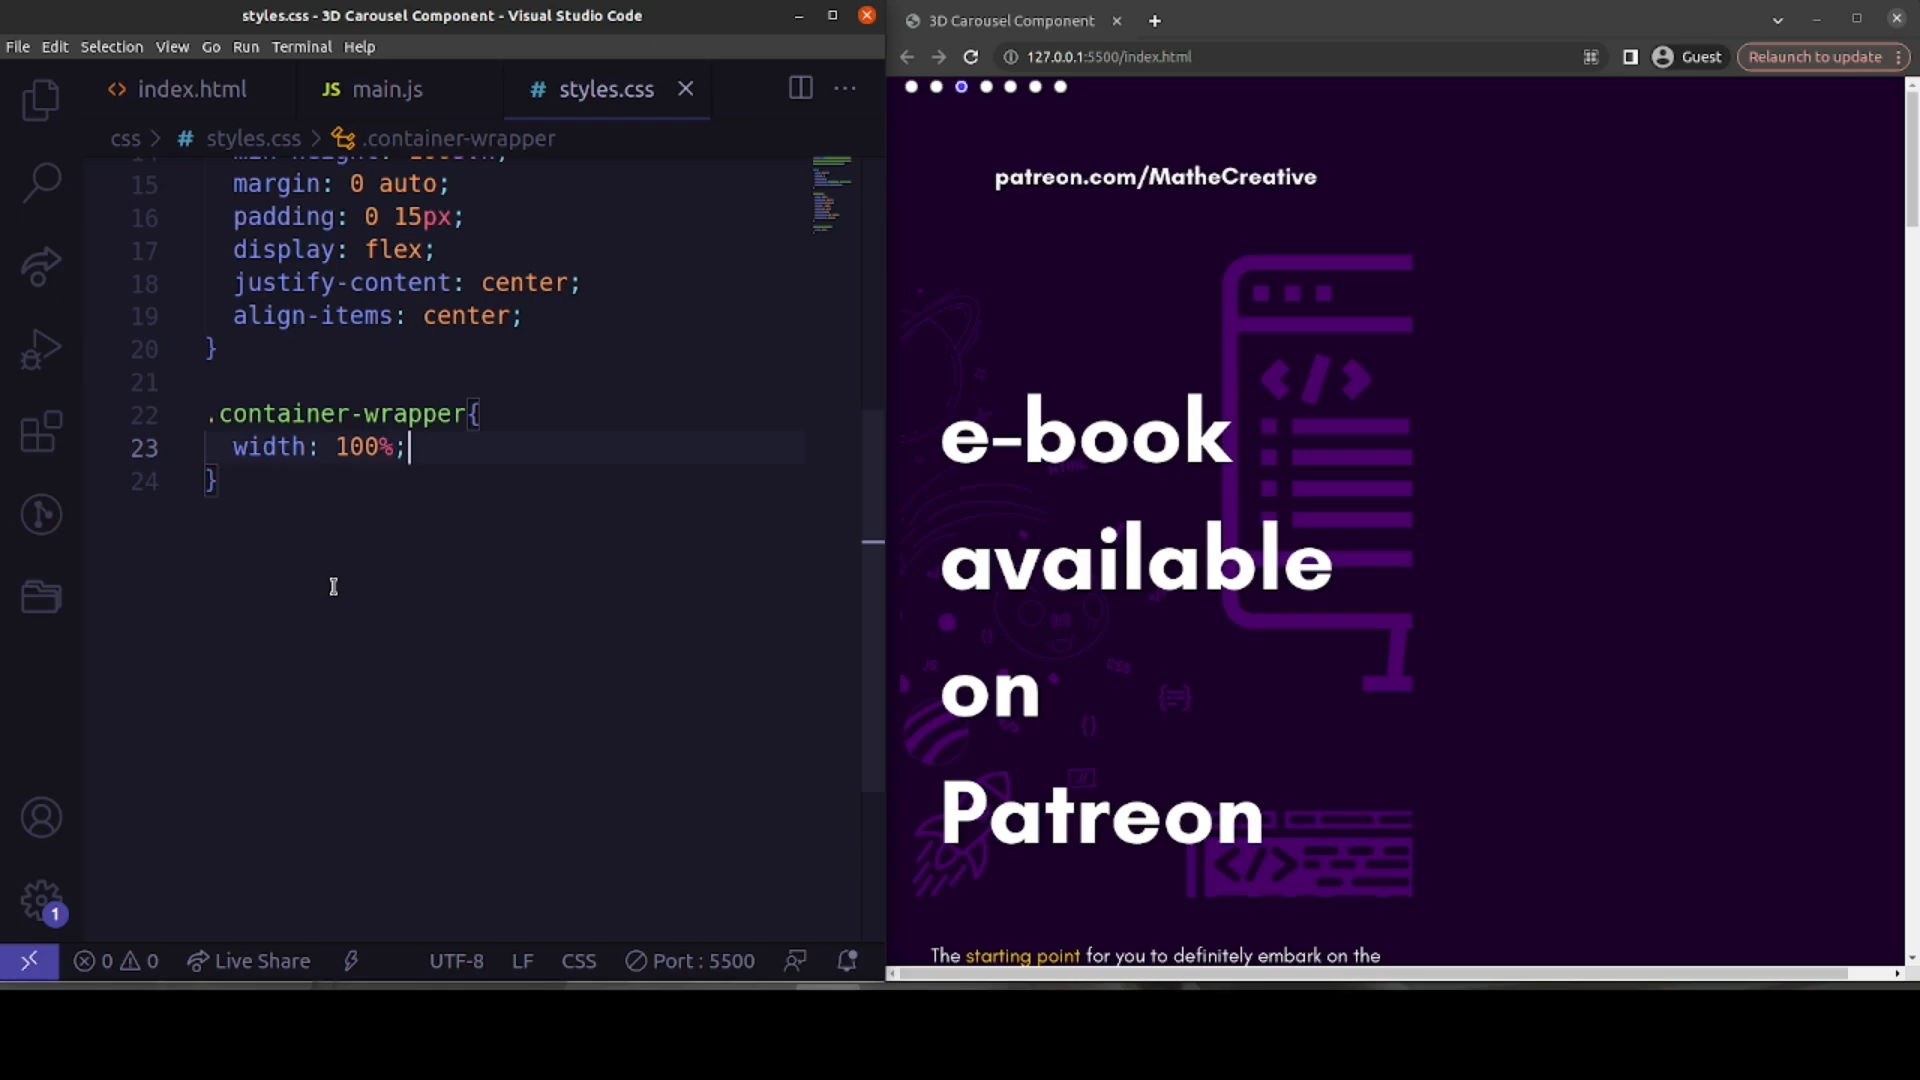 styles.css - 3D Carousel Component - Visual Studio Code
File Edit Selection View Go Run Terminal Help
<> index.html
JS main.js
# styles.css
css > # styles.css > .container-wrapper
15 margin: 0 auto;
16 padding: 0 15px;
17 display: flex;
18 justify-content: center;
19 align-items: center;
20 }
21
22 .container-wrapper{
23 width: 100%;
24 }
1
0 0
Live Share
UTF-8
LF
CSS
Port : 5500
3D Carousel Component
127.0.0.1:5500/index.html
Guest
Relaunch to update
patreon.com/MatheCreative
e-book
available
on
Patreon
The starting point for you to definitely embark on the